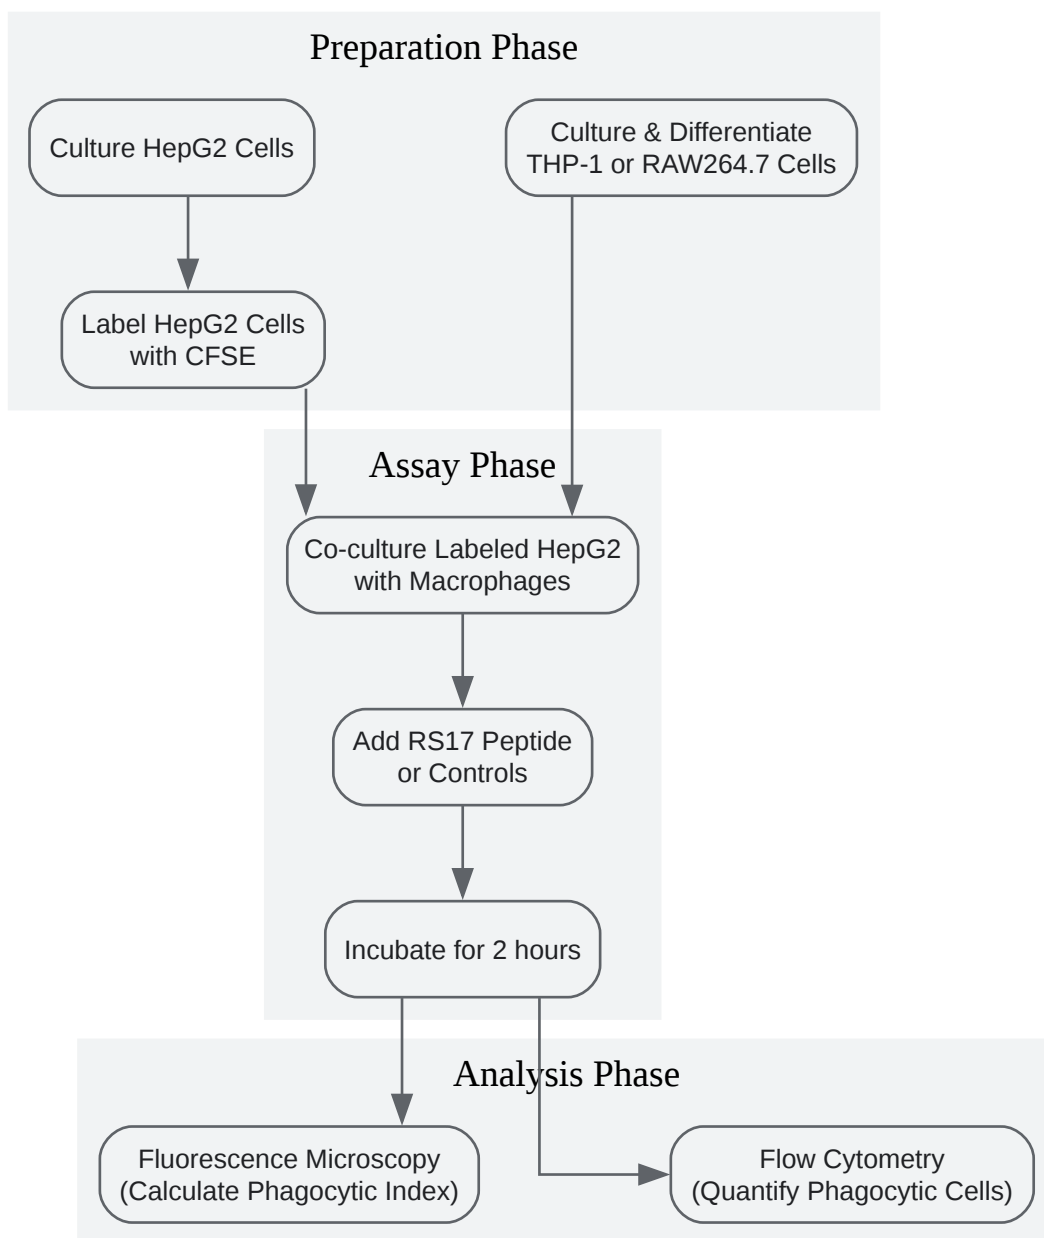 Preparation Phase
Culture HepG2 Cells
Culture & Differentiate
THP-1 or RAW264.7 Cells
Label HepG2 Cells
with CFSE
Assay Phase
Co-culture Labeled HepG2
with Macrophages
Add RS17 Peptide
or Controls
Incubate for 2 hours
Analysis Phase
Fluorescence Microscopy
(Calculate Phagocytic Index)
Flow Cytometry
(Quantify Phagocytic Cells)